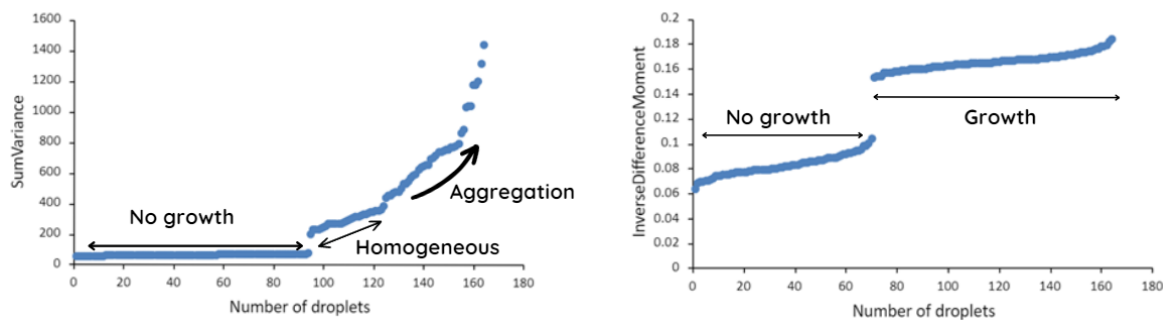 1600
1400
1200
1000
800
600
400
200
0
SumVariance
No growth
Aggregation
Homogeneous
0 20 40 60 80 100 120 140 160 180
Number of droplets
0.2
0.18
0.16
0.14
0.12
0.1
0.08
0.06
0.04
0.02
0
InverseDifferenceMoment
No growth
Growth
0 20 40 60 80 100 120 140 160 180
Number of droplets